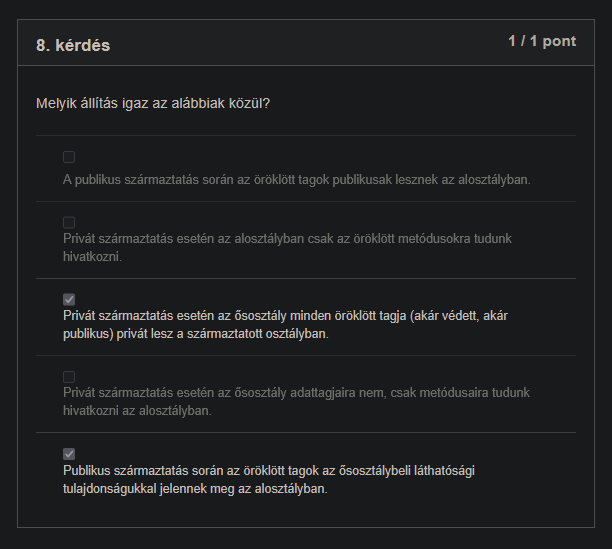 8. kérdés
1 / 1 pont
Melyik állítás igaz az alábbiak közül?
A publikus származtatás során az öröklött tagok publikusak lesznek az alosztályban.
Privát származtatás esetén az alosztályban csak az öröklött metódusokra tudunk
hivatkozni.
Privát származtatás esetén az ősosztály minden öröklött tagja (akár védett, akár
publikus) privát lesz a származtatott osztályban.
Privát származtatás esetén az ősosztály adattagjaira nem, csak metódusaira tudunk
hivatkozni az alosztályban.
Publikus származtatás során az öröklött tagok az ősosztálybeli láthatósági
tulajdonságukkal jelennek meg az alosztályban.